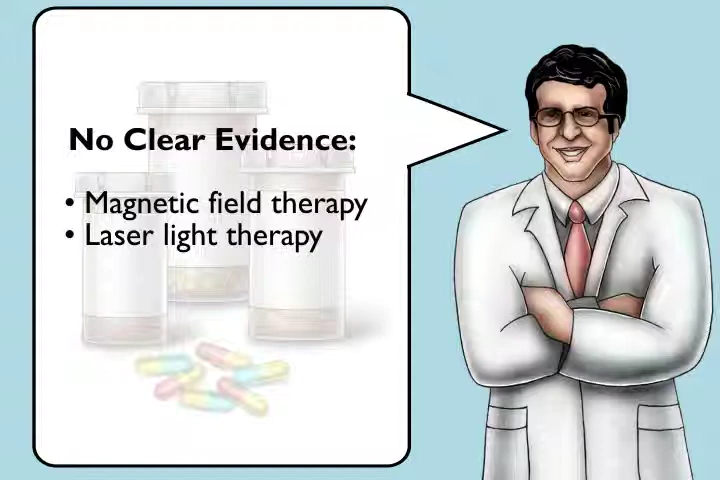 No Clear Evidence:
• Magnetic field therapy
• Laser light therapy